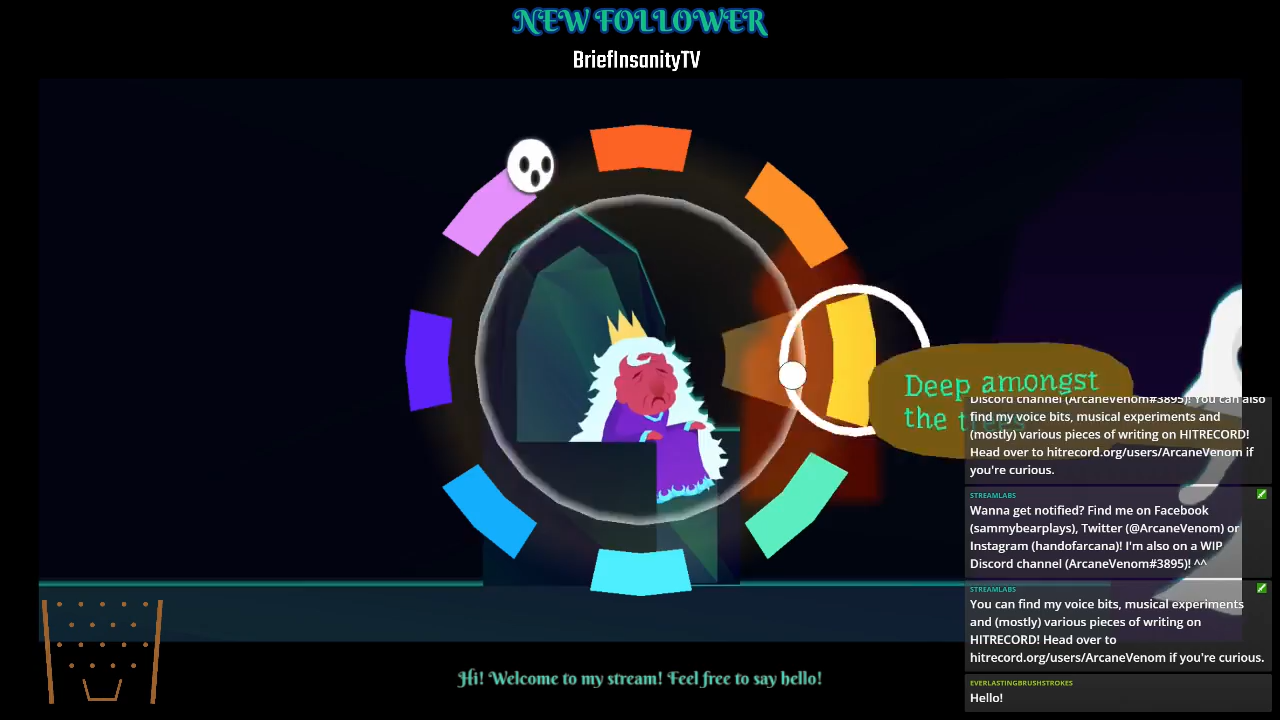 NEW FOLLOWER
BriefInsanityTV
Deep amongst
the trees
Discord channel (ArcaneVenom#3895)! You can also
find my voice bits, musical experiments and
(mostly) various pieces of writing on HITRECORD!
Head over to hitrecord.org/users/ArcaneVenom if
you're curious.
STREAMLABS
Wanna get notified? Find me on Facebook
(sammybearplays), Twitter (@ArcaneVenom) or
Instagram (handofarcana)! I'm also on a WIP
Discord channel (ArcaneVenom#3895)! ^^
STREAMLABS
You can find my voice bits, musical experiments
and (mostly) various pieces of writing on
HITRECORD! Head over to
hitrecord.org/users/ArcaneVenom if you're curious.
EVERLASTINGBRUSHSTROKES
Hello!
Hi! Welcome to my stream! Feel free to say hello!